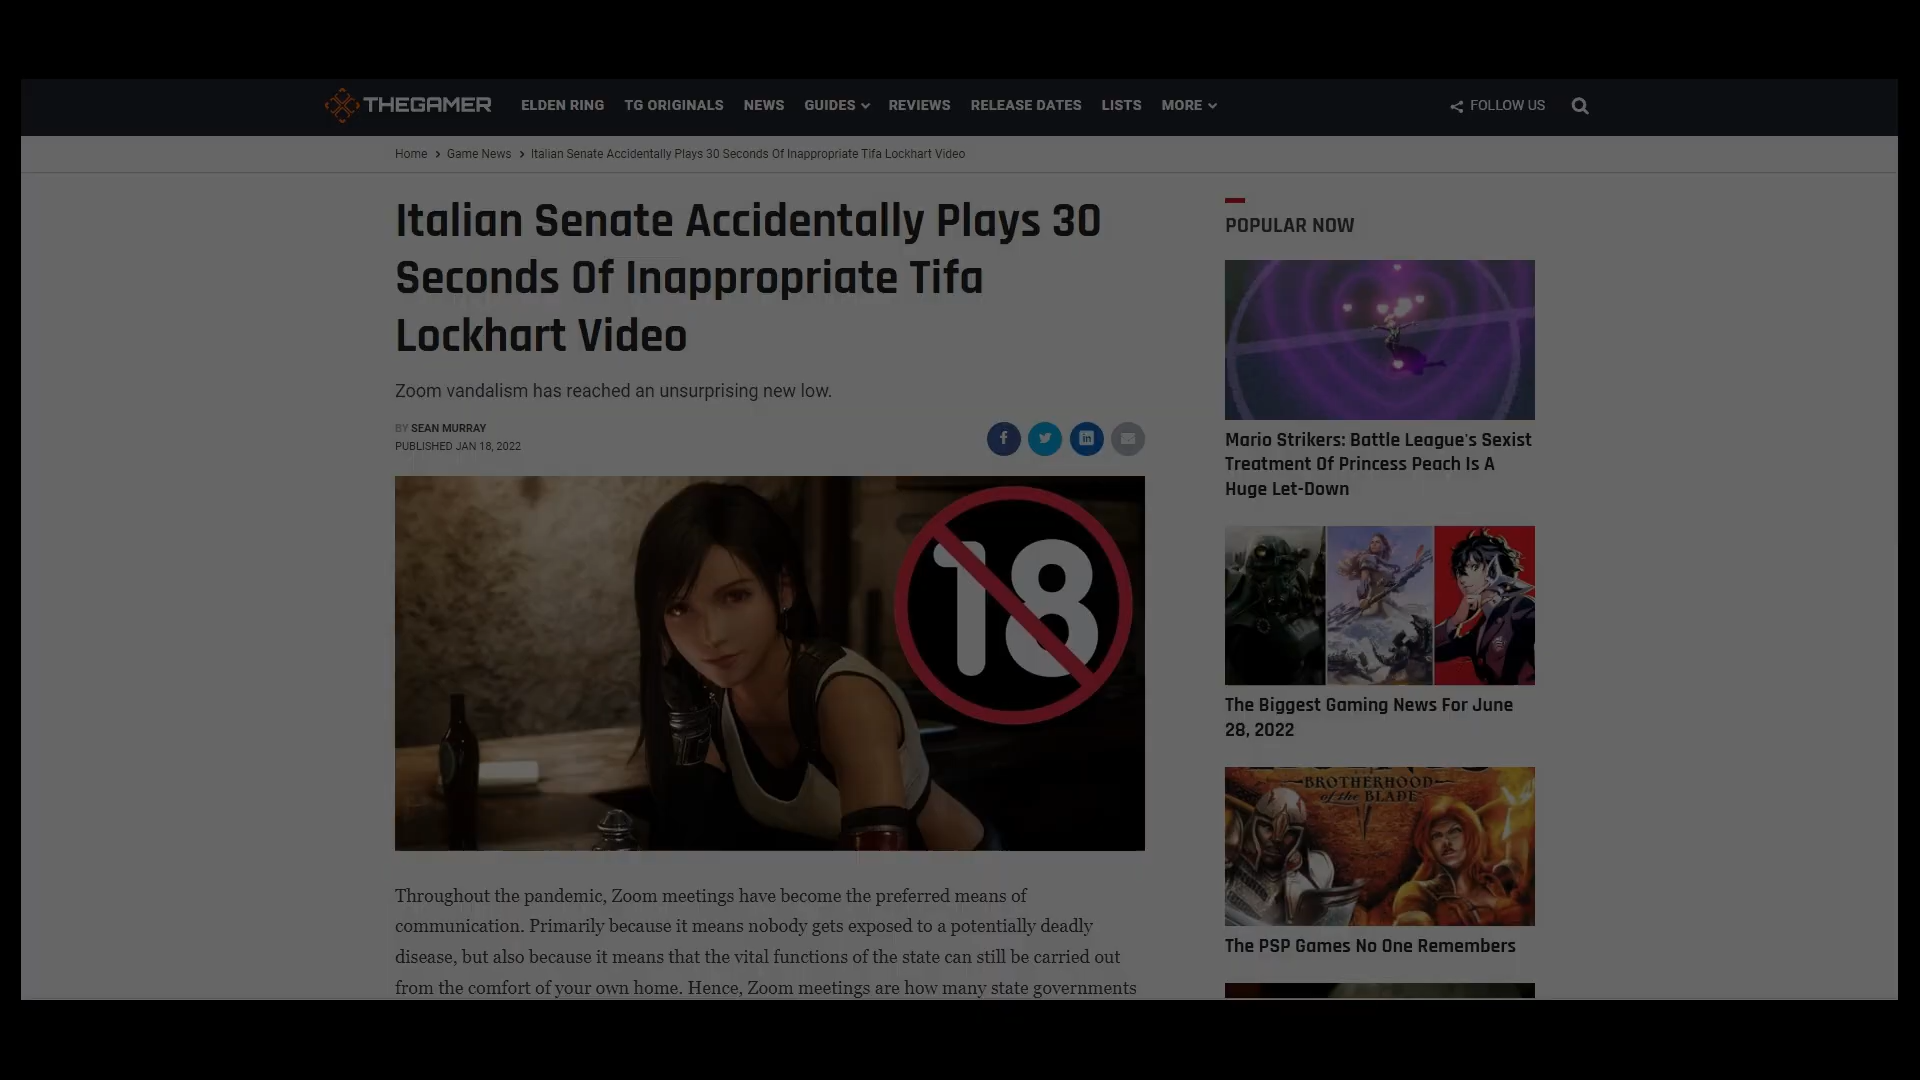 THEGAMER ELDEN RING TG ORIGINALS NEWS GUIDES REVIEWS RELEASE DATES LISTS MORE FOLLOW US
Home > Game News > Italian Senate Accidentally Plays 30 Seconds Of Inappropriate Tifa Lockhart Video
Italian Senate Accidentally Plays 30
Seconds Of Inappropriate Tifa
Lockhart Video
Zoom vandalism has reached an unsurprising new low.
BY SEAN MURRAY
PUBLISHED JAN 18, 2022
18
Throughout the pandemic, Zoom meetings have become the preferred means of
communication. Primarily because it means nobody gets exposed to a potentially deadly
disease, but also because it means that the vital functions of the state can still be carried out
from the comfort of your own home. Hence, Zoom meetings are how many state governments
POPULAR NOW
Mario Strikers: Battle League's Sexist
Treatment Of Princess Peach Is A
Huge Let-Down
The Biggest Gaming News For June
28, 2022
BROTHERHOOD
of the BLADE
The PSP Games No One Remembers